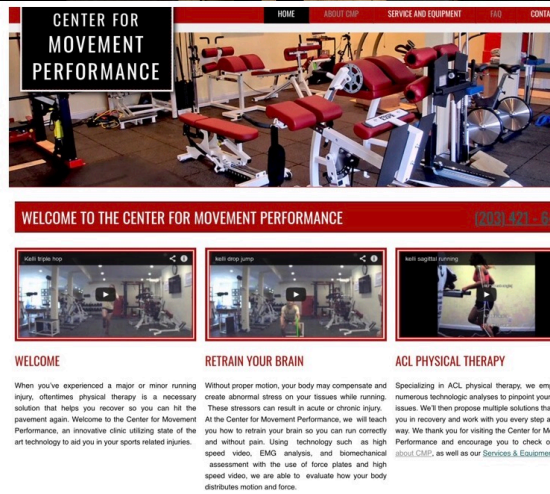 CENTER FOR
MOVEMENT
PERFORMANCE
HOME ABOUT CMP SERVICE AND EQUIPMENT FAQ CONTA
WELCOME TO THE CENTER FOR MOVEMENT PERFORMANCE (203) 421 - 6
Kelli triple hop
kelli drop jump
kelli sagittal running
WELCOME
When you've experienced a major or minor running
injury, oftentimes physical therapy is a necessary
solution that helps you recover so you can hit the
pavement again. Welcome to the Center for Movement
Performance, an innovative clinic utilizing state of the
art technology to aid you in your sports related injuries.
RETRAIN YOUR BRAIN
Without proper motion, your body may compensate and
create abnormal stress on your tissues while running.
These stressors can result in acute or chronic injury.
At the Center for Movement Performance, we will teach
you how to retrain your brain so you can run correctly
and without pain. Using technology such as high
speed video, EMG analysis, and biomechanical
assessment with the use of force plates and high
speed video, we are able to evaluate how your body
distributes motion and force.
ACL PHYSICAL THERAPY
Specializing in ACL physical therapy, we emp
numerous technologic analyses to pinpoint your
issues. We'll then propose multiple solutions tha
you in recovery and work with you every step a
way. We thank you for visiting the Center for M
Performance and encourage you to check o
about CMP, as well as our Services & Equipme